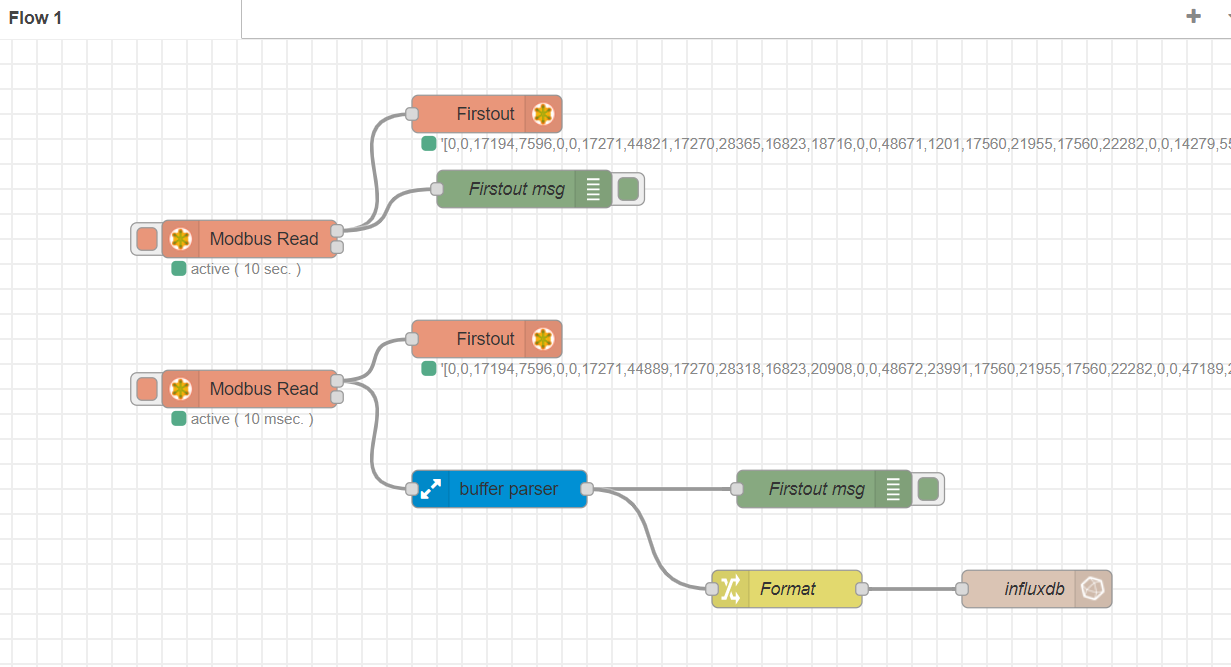 Flow 1
Firstout
'[0,0,17194,7596,0,0,17271,44821,17270,28365,16823,18716,0,0,48671,1201,17560,21955,17560,22282,0,0,14279,55
Firstout msg
Modbus Read
active ( 10 sec. )
Firstout
'[0,0,17194,7596,0,0,17271,44889,17270,28318,16823,20908,0,0,48672,23991,17560,21955,17560,22282,0,0,47189,2
Modbus Read
active ( 10 msec. )
buffer parser
Firstout msg
Format
influxdb